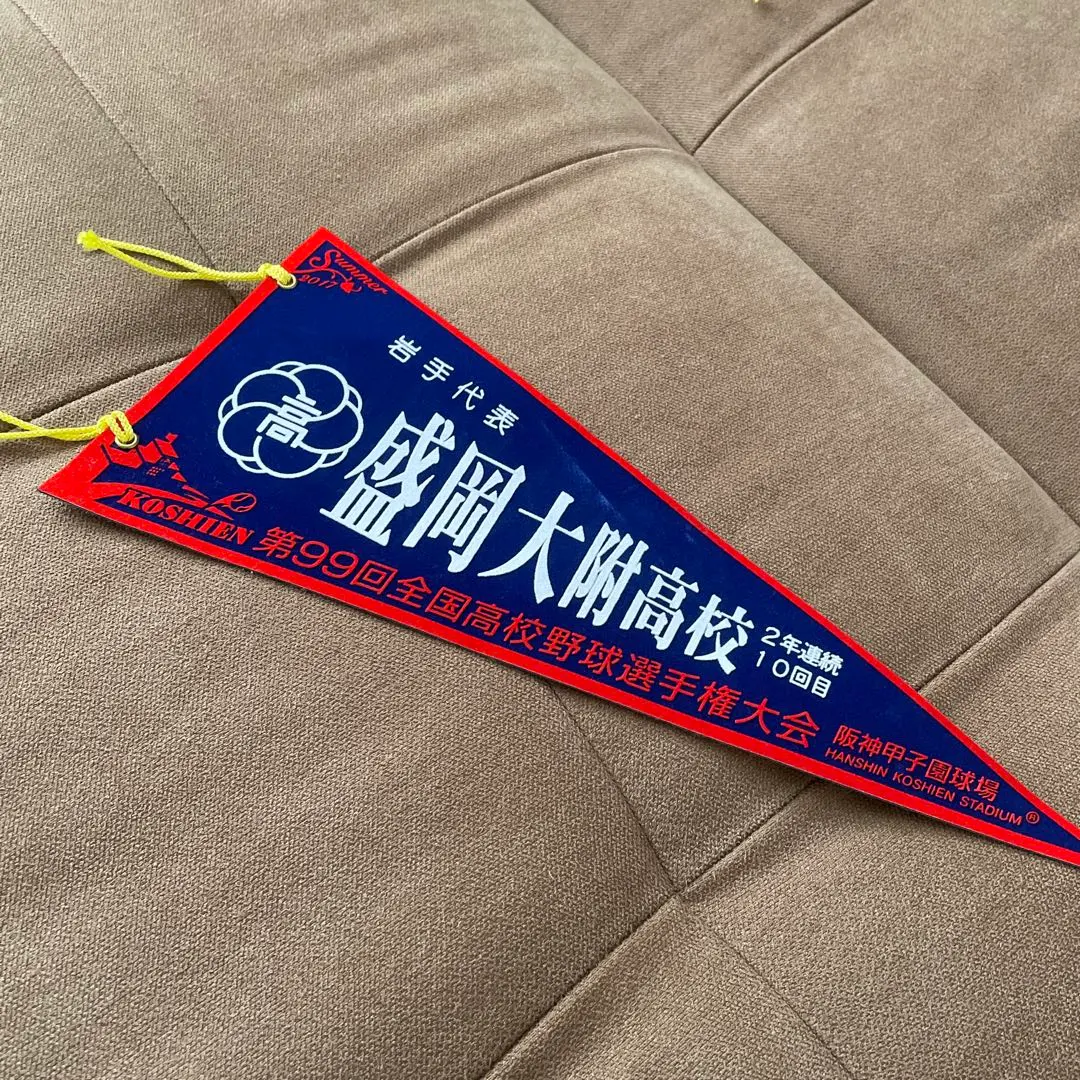 Summer
2017
岩手代表
高
盛岡大附高校
2年連続
10回目
KOSHIEN
第99回全国高校野球選手権大会
阪神甲子園球場
HANSHIN KOSHIEN STADIUM®